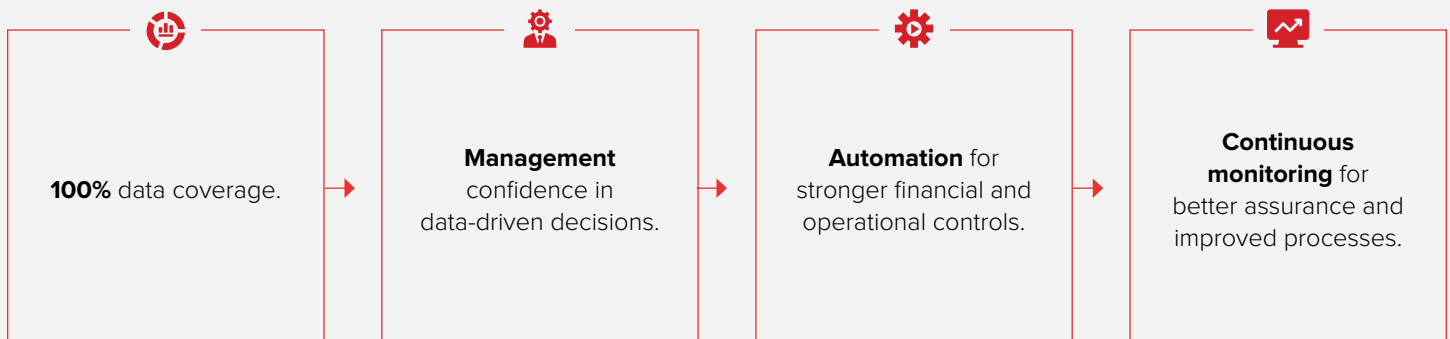 100% data coverage.
Management
confidence in
data-driven decisions.
Automation for
stronger financial and
operational controls.
Continuous
monitoring for
better assurance and
improved processes.